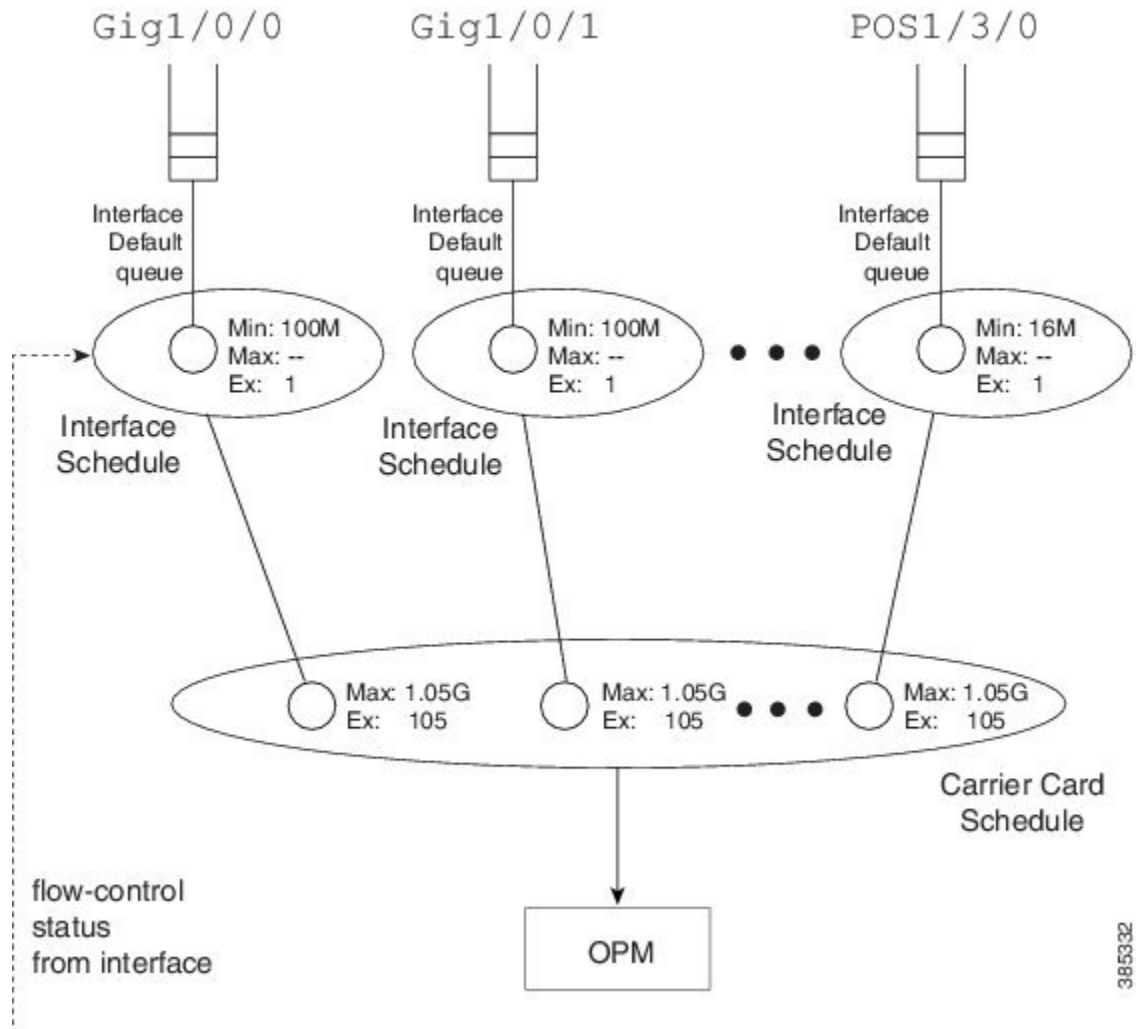 Gig1/0/0
Gig1/0/1
POS1/3/0
Interface
Default
queue
Interface
Default
queue
Interface
Default
queue
Min: 100M
Max: --
Ex: 1
Min: 100M
Max: --
Ex: 1
Min: 16M
Max: --
Ex: 1
Interface
Schedule
Interface
Schedule
Interface
Schedule
Max: 1.05G
Ex: 105
Max: 1.05G
Ex: 105
Max: 1.05G
Ex: 105
Carrier Card
Schedule
flow-control
status
from interface
OPM
385332